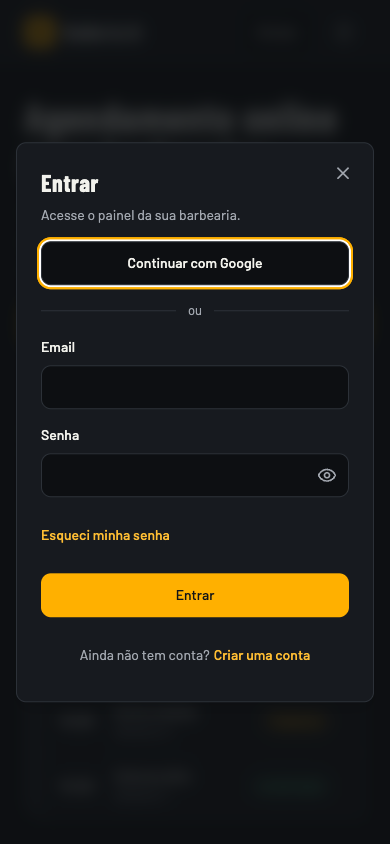 Entrar
Acesse o painel da sua barbearia.
Continuar com Google
ou
Email
Senha
Esqueci minha senha
Entrar
Ainda não tem conta? Criar uma conta